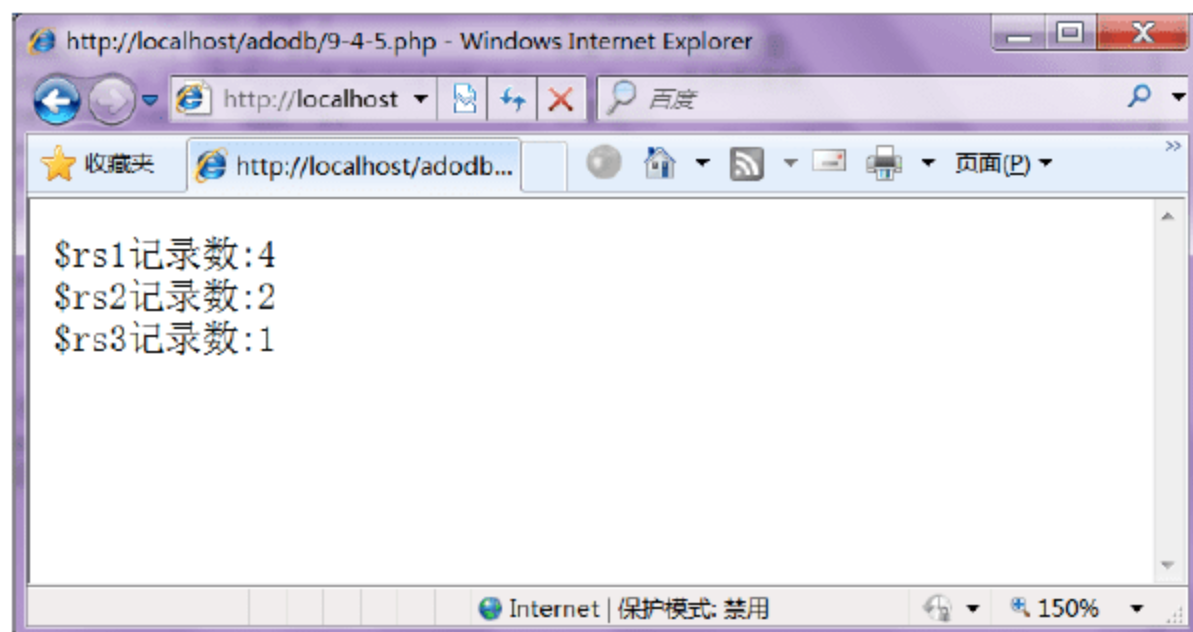 http://localhost/adodb/9-4-5.php - Windows Internet Explorer
http://localhost 百度
收藏夹 http://localhost/adodb... 页面(P)
$rs1记录数:4
$rs2记录数:2
$rs3记录数:1
Internet | 保护模式: 禁用 150%